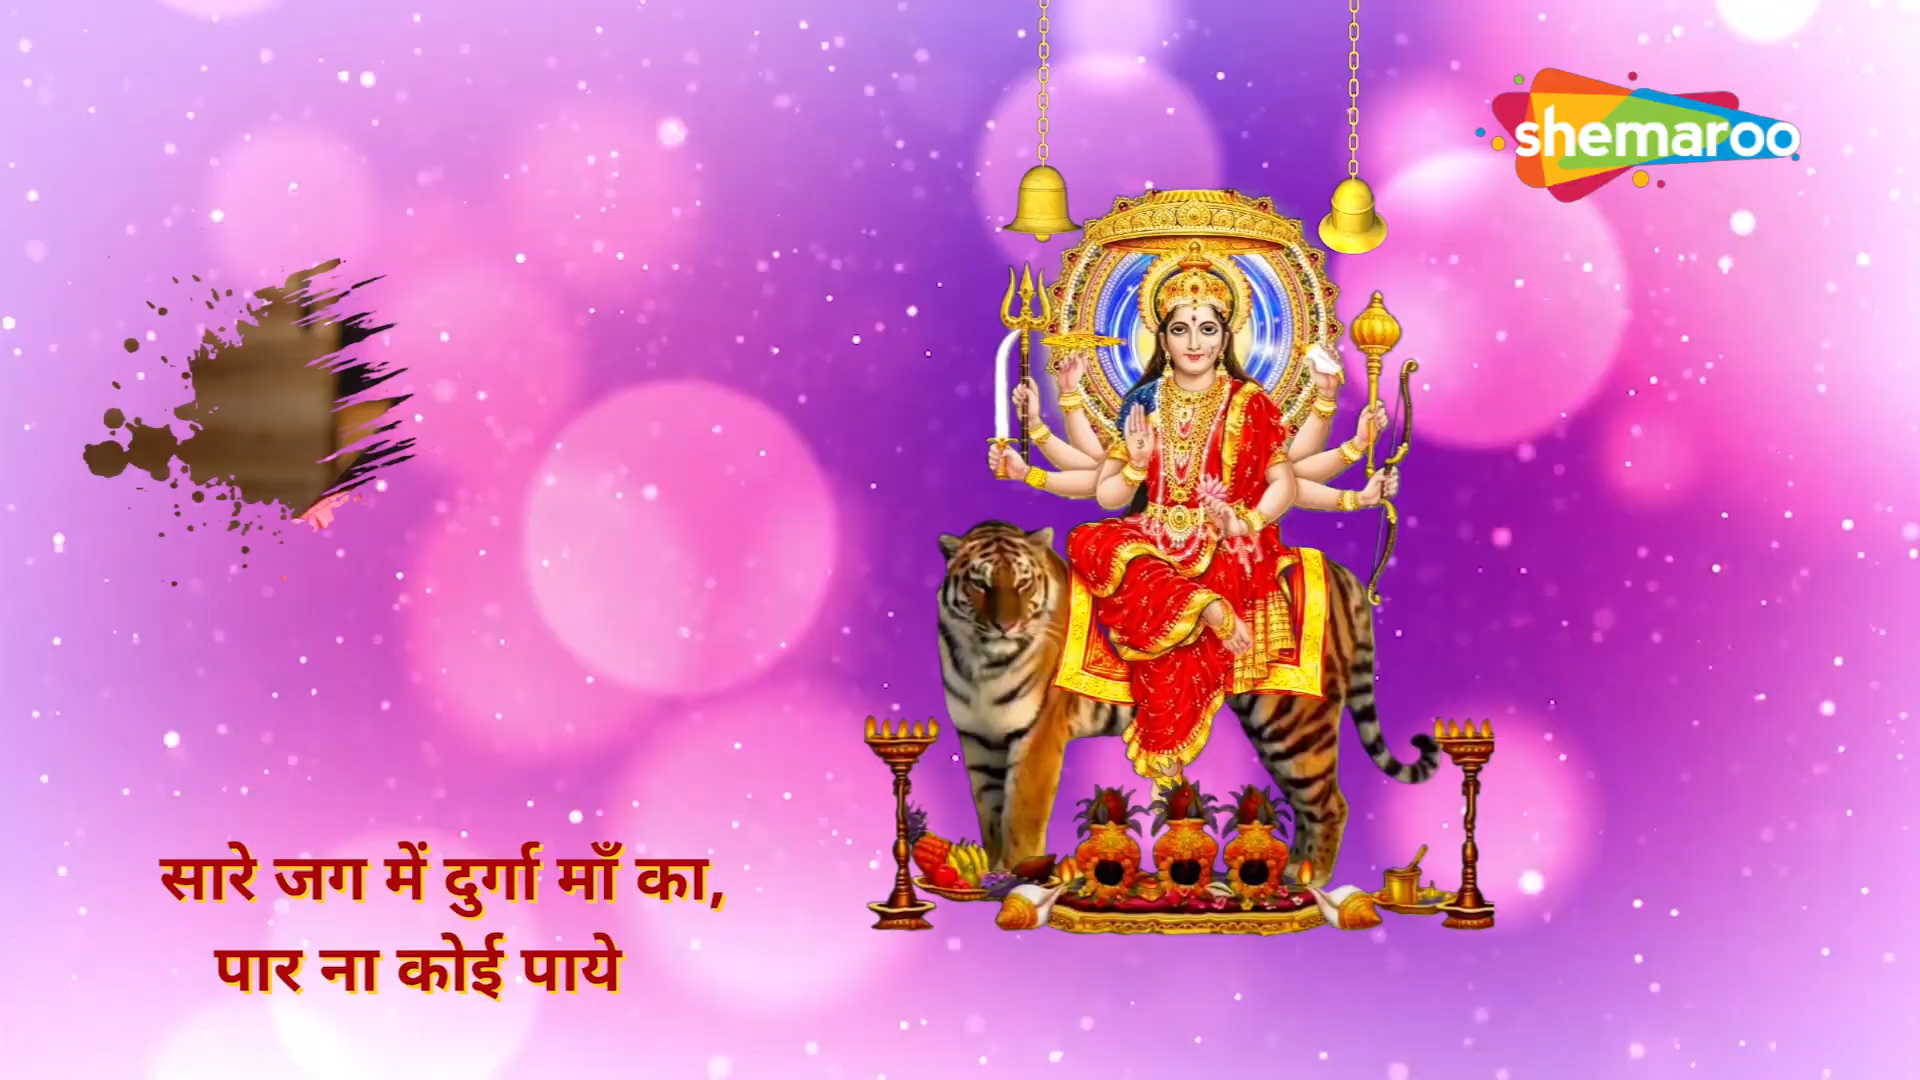 shemaroo
सारे जग में दुर्गा माँ का,
पार ना कोई पाये